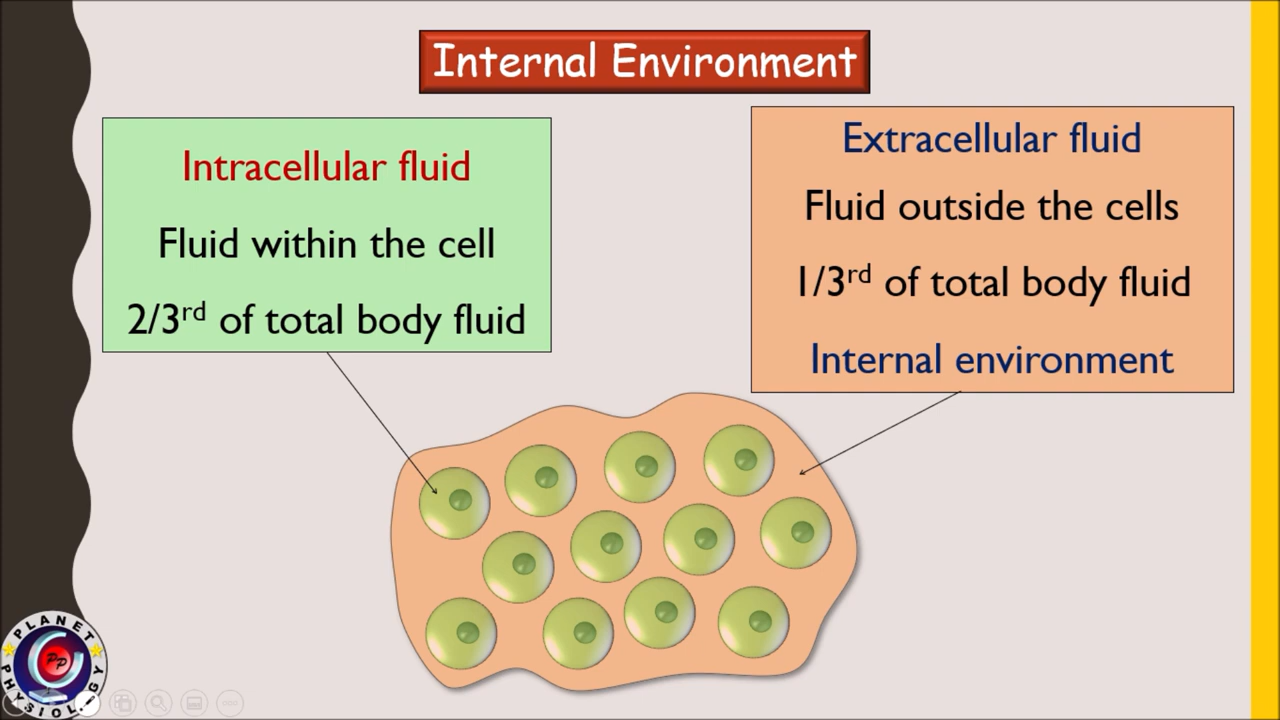 Internal Environment
Intracellular fluid
Fluid within the cell
2/3rd of total body fluid
Extracellular fluid
Fluid outside the cells
1/3rd of total body fluid
Internal environment
PLANET
PP
PHYSIOLOGY